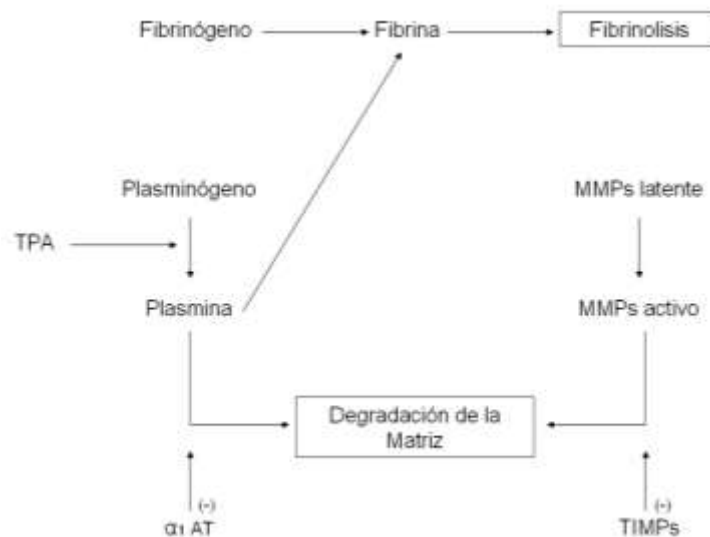 Fibrinógeno
Fibrina
Fibrinolisis
Plasminógeno
MMPs latente
TPA
Plasmina
MMPs activo
Degradación de la
Matriz
(-)
α1 AT
(-)
TIMPs